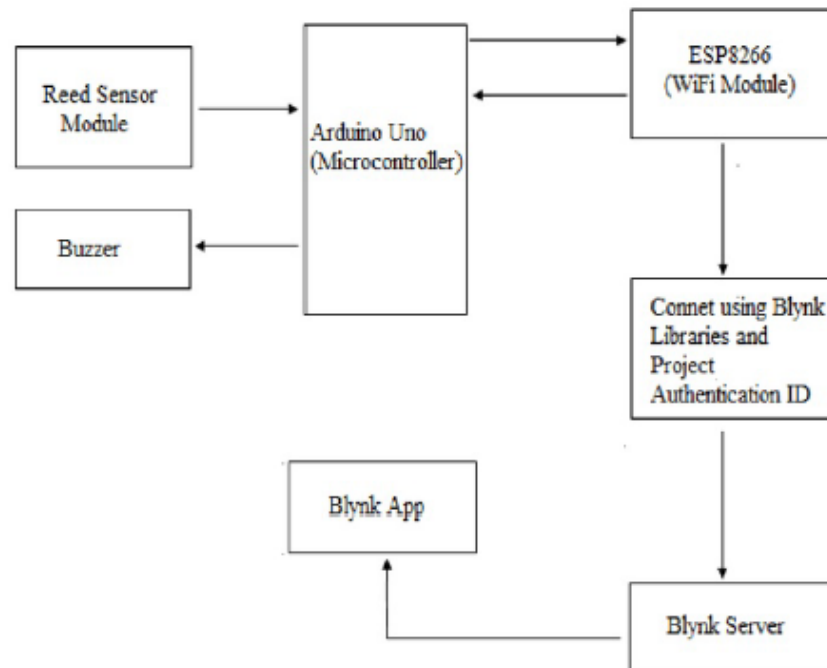 Reed Sensor
Module
Buzzer
Arduino Uno
(Microcontroller)
ESP8266
(WiFi Module)
Connet using Blynk
Libraries and
Project
Authentication ID
Blynk App
Blynk Server